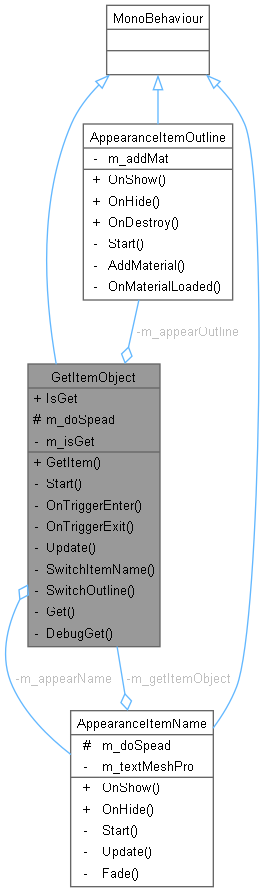 MonoBehaviour
AppearanceItemOutline
- m_addMat
+ OnShow()
+ OnHide()
+ OnDestroy()
- Start()
- AddMaterial()
- OnMaterialLoaded()
-m_appearOutline
GetItemObject
+ IsGet
# m_doSpead
- m_isGet
+ GetItem()
- Start()
- OnTriggerEnter()
- OnTriggerExit()
- Update()
- SwitchItemName()
- SwitchOutline()
- Get()
- DebugGet()
-m_appearName
-m_getItemObject
AppearanceItemName
# m_doSpead
- m_textMeshPro
+ OnShow()
+ OnHide()
- Start()
- Update()
- Fade()